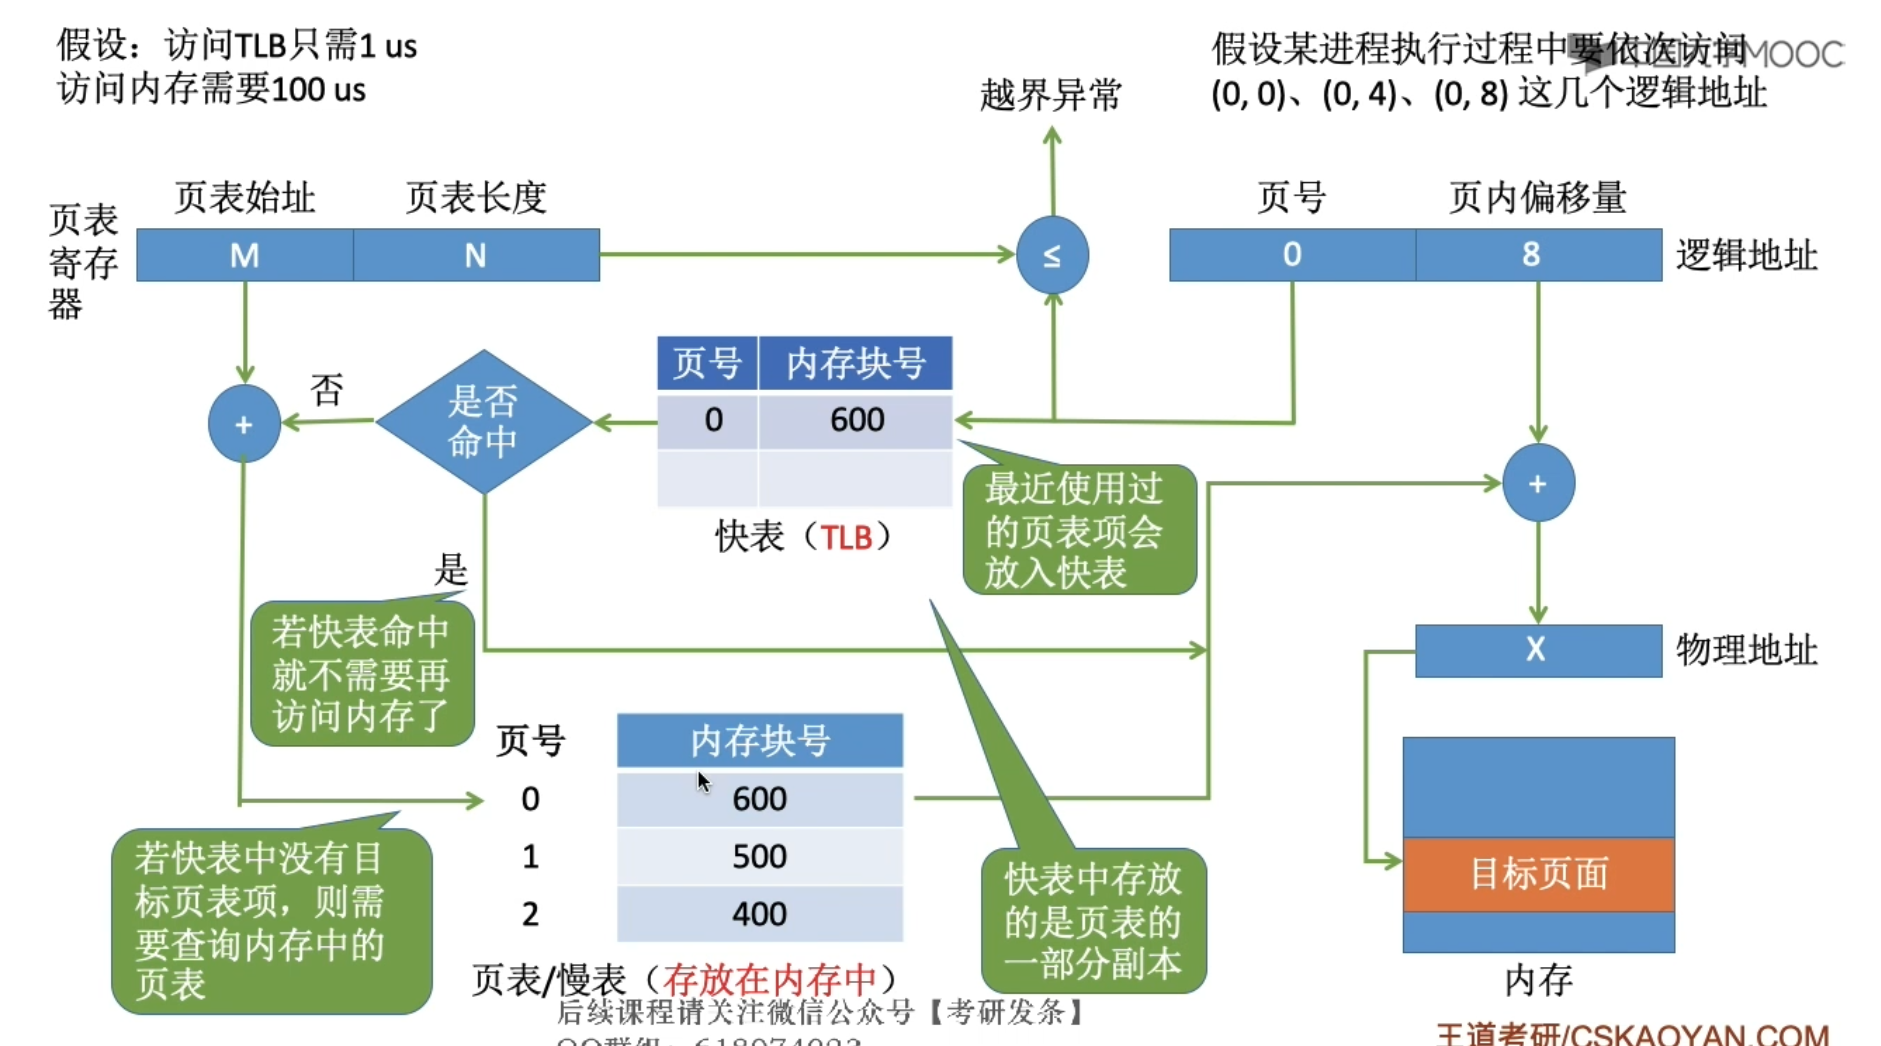 假设：访问TLB只需1 us
访问内存需要100 us
假设某进程执行过程中要依次访问
中国大学MOOC
(0, 0)、(0, 4)、(0, 8) 这几个逻辑地址
越界异常
页表始址
页表长度
页表
寄存
器
M
N
≤
页号
页内偏移量
0
8
逻辑地址
+
否
是否
命中
页号
内存块号
0
600
快表（TLB）
最近使用过
的页表项会
放入快表
+
是
若快表命中
就不需要再
访问内存了
X
物理地址
页号
内存块号
0
600
1
500
2
400
页表/慢表（存放在内存中）
若快表中没有目
标页表项，则需
要查询内存中的
页表
快表中存放
的是页表的
一部分副本
目标页面
内存
后续课程请关注微信公众号【考研发条】
王道考研/CSKAOYAN.COM